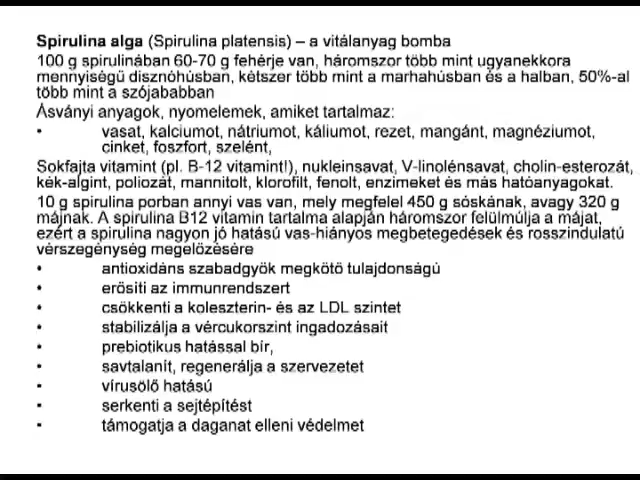 Spirulina alga (Spirulina platensis) – a vitálanyag bomba
100 g spirulinában 60-70 g fehérje van, háromszor több mint ugyanekkora
mennyiségű disznóhúsban, kétszer több mint a marhahúsban és a halban, 50%-al
több mint a szójababban
Ásványi anyagok, nyomelemek, amiket tartalmaz:
• vasat, kalciumot, nátriumot, káliumot, rezet, mangánt, magnéziumot,
cinket, foszfort, szelént,
Sokfajta vitamint (pl. B-12 vitamint!), nukleinsavat, V-linolénsavat, cholin-eszterozát,
kék-algint, poliozát, mannitolt, klorofilt, fenolt, enzimeket és más hatóanyagokat.
10 g spirulina porban annyi vas van, mely megfelel 450 g sóskának, avagy 320 g
májnak. A spirulina B12 vitamin tartalma alapján háromszor felülmúlja a májat,
ezért a spirulina nagyon jó hatású vas-hiányos megbetegedések és rosszindulatú
vérszegénység megelőzésére
• antioxidáns szabadgyök megkötő tulajdonságú
• erősíti az immunrendszert
• csökkenti a koleszterin- és az LDL szintet
• stabilizálja a vércukorszint ingadozásait
• prebiotikus hatással bír,
• savtalanít, regenerálja a szervezetet
• vírusölő hatású
• serkenti a sejtépítést
• támogatja a daganat elleni védelmet